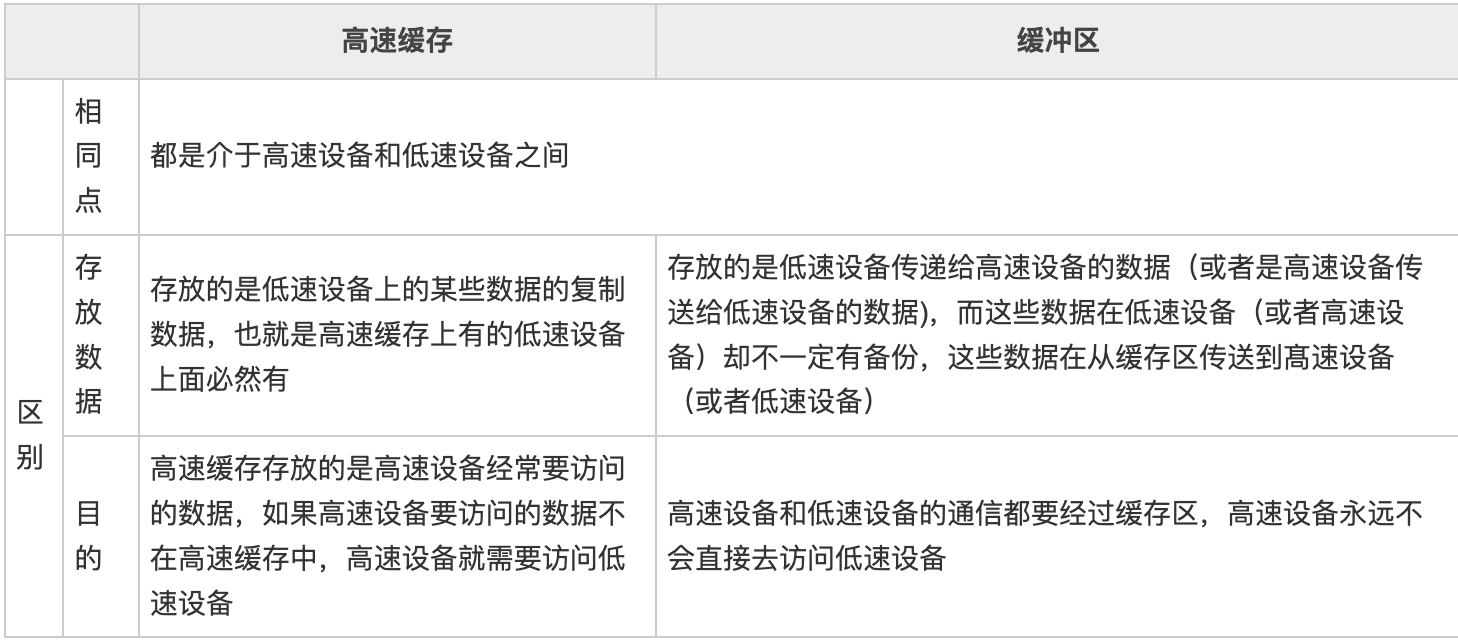 高速缓存
缓冲区
相
同
点
都是介于高速设备和低速设备之间
区
别
存
放
数
据
存放的是低速设备上的某些数据的复制
数据，也就是高速缓存上有的低速设备
上面必然有
存放的是低速设备传递给高速设备的数据（或者是高速设备传
送给低速设备的数据)，而这些数据在低速设备（或者高速设
备）却不一定有备份，这些数据在从缓存区传送到髙速设备
（或者低速设备）
目
的
高速缓存存放的是高速设备经常要访问
的数据，如果高速设备要访问的数据不
在高速缓存中，高速设备就需要访问低
速设备
高速设备和低速设备的通信都要经过缓存区，高速设备永远不
会直接去访问低速设备